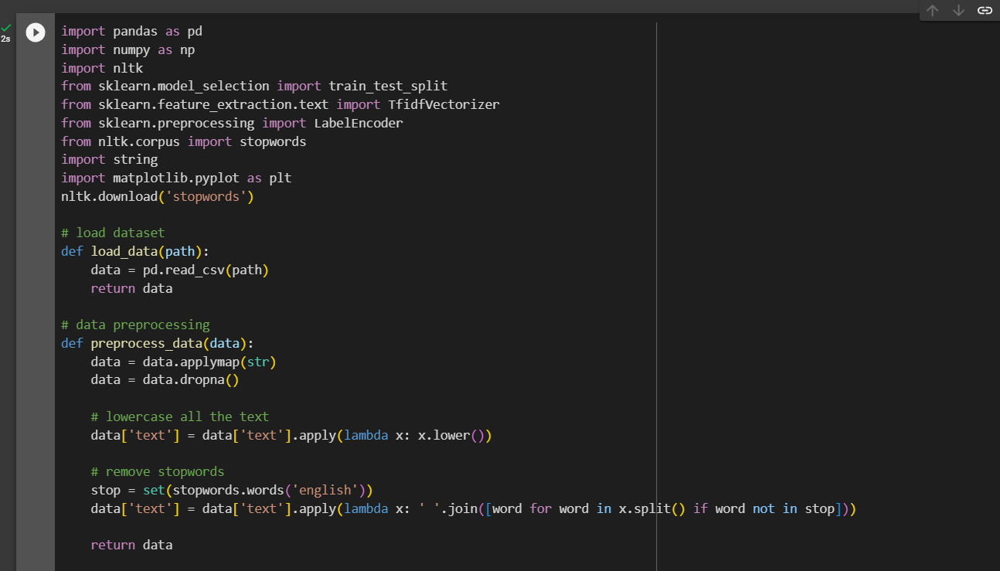 2s
import pandas as pd
import numpy as np
import nltk
from sklearn.model_selection import train_test_split
from sklearn.feature_extraction.text import TfidfVectorizer
from sklearn.preprocessing import LabelEncoder
from nltk.corpus import stopwords
import string
import matplotlib.pyplot as plt
nltk.download('stopwords')

# load dataset
def load_data(path):
    data = pd.read_csv(path)
    return data

# data preprocessing
def preprocess_data(data):
    data = data.applymap(str)
    data = data.dropna()

    # lowercase all the text
    data['text'] = data['text'].apply(lambda x: x.lower())

    # remove stopwords
    stop = set(stopwords.words('english'))
    data['text'] = data['text'].apply(lambda x: ' '.join([word for word in x.split() if word not in stop]))

    return data